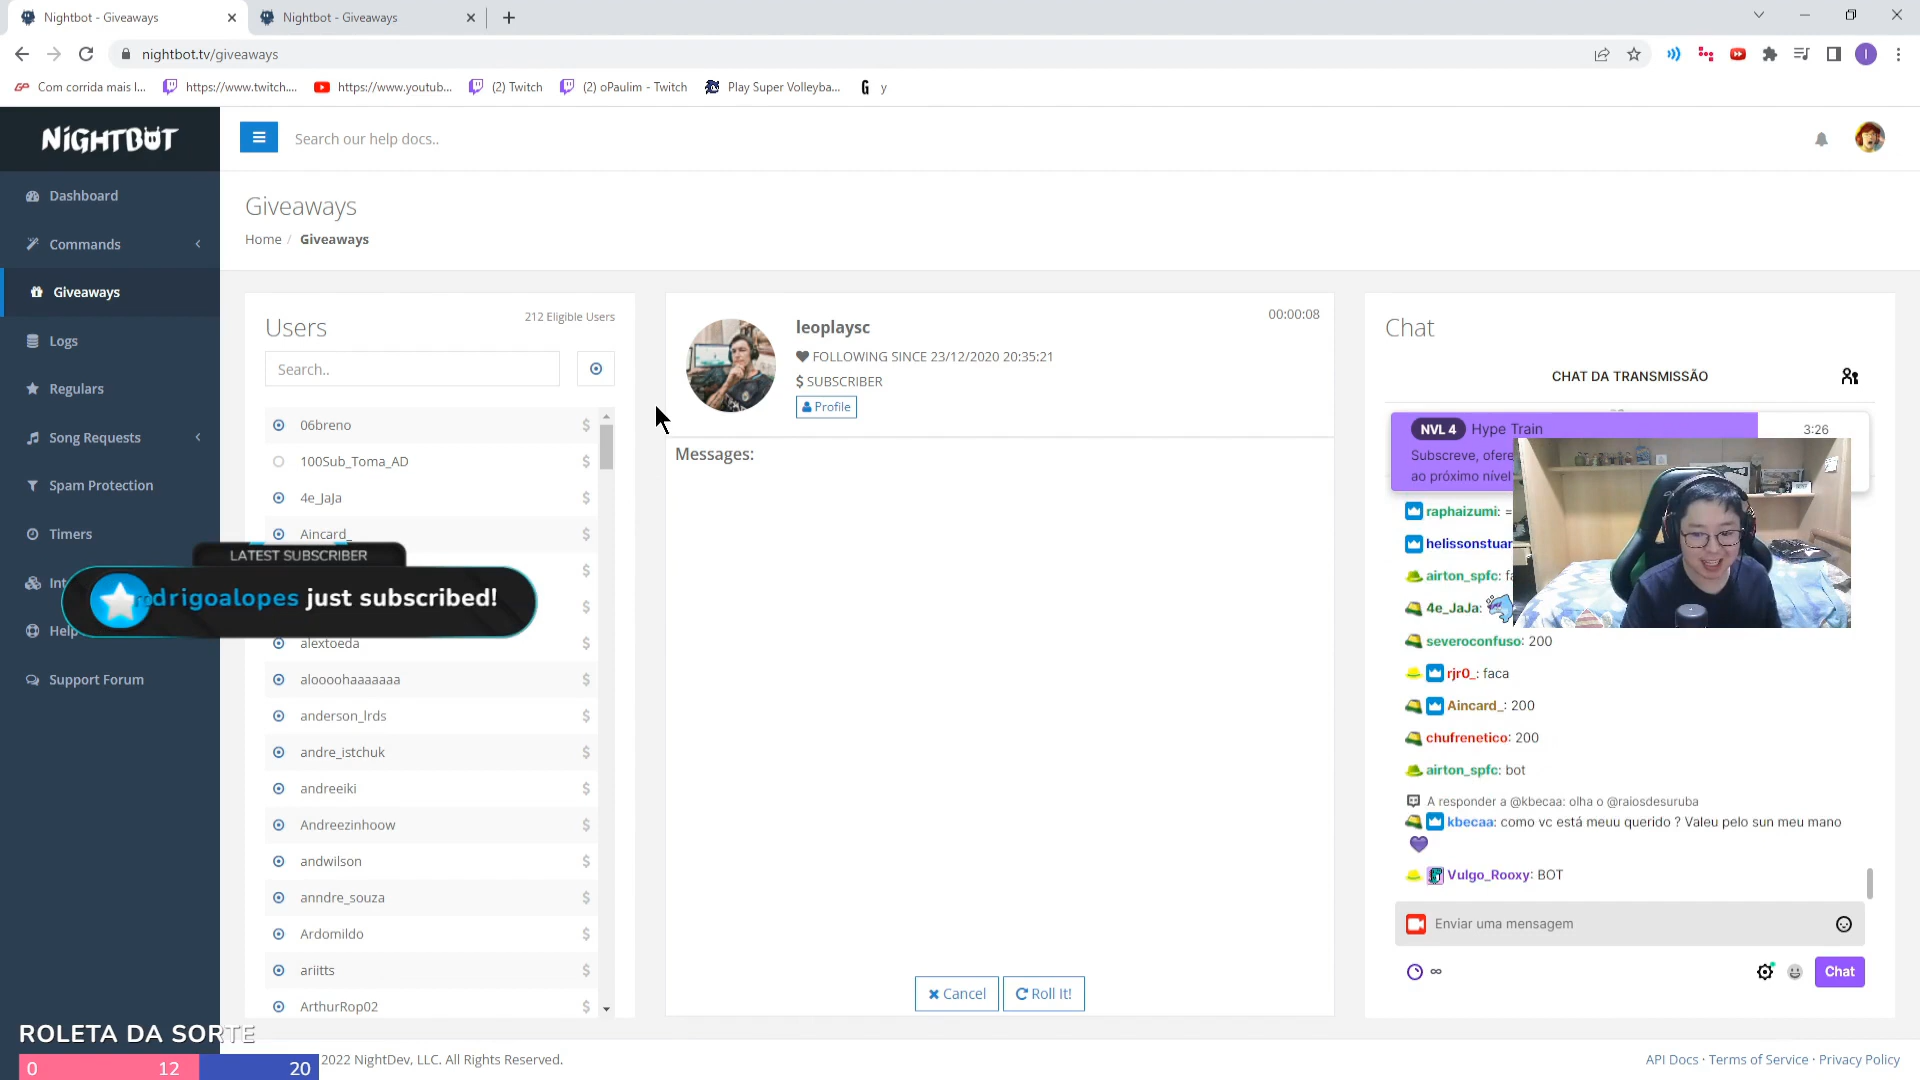 Nightbot - Giveaways
Nightbot - Giveaways
nightbot.tv/giveaways
Com corrida mais l...
https://www.twitch....
https://www.youtub...
(2) Twitch
(2) oPaulim - Twitch
Play Super Volleyba...
G y
NIGHTBOT
Search our help docs..
Dashboard
Commands
Giveaways
Logs
Regulars
Song Requests
Spam Protection
Timers
Int
Help
Support Forum
Giveaways
Home / Giveaways
Users
212 Eligible Users
Search..
06breno $
100Sub_Toma_AD $
4e_JaJa $
Aincard_ $
$
$
alextoeda $
aloooohaaaaaaa $
anderson_lrds $
andre_istchuk $
andreeiki $
Andreezinhoow $
andwilson $
anndre_souza $
Ardomildo $
ariitts $
ArthurRop02 $
LATEST SUBSCRIBER
rodrigoalopes just subscribed!
leoplaysc
00:00:08
FOLLOWING SINCE 23/12/2020 20:35:21
$ SUBSCRIBER
Profile
Messages:
Cancel
Roll It!
Chat
CHAT DA TRANSMISSÃO
NVL 4 Hype Train 3:26
Subscreve, ofere
ao próximo nível
raphaizumi: =
helissonstuar
airton_spfc: fa
4e_JaJa:
severoconfuso: 200
rjr0_: faca
Aincard_: 200
chufrenetico: 200
airton_spfc: bot
A responder a @kbecaa: olha o @raiosdesuruba
kbecaa: como vc está meuu querido ? Valeu pelo sun meu mano
Vulgo_Rooxy: BOT
Enviar uma mensagem
∞
Chat
ROLETA DA SORTE
0 12 20
2022 NightDev, LLC. All Rights Reserved.
API Docs · Terms of Service · Privacy Policy